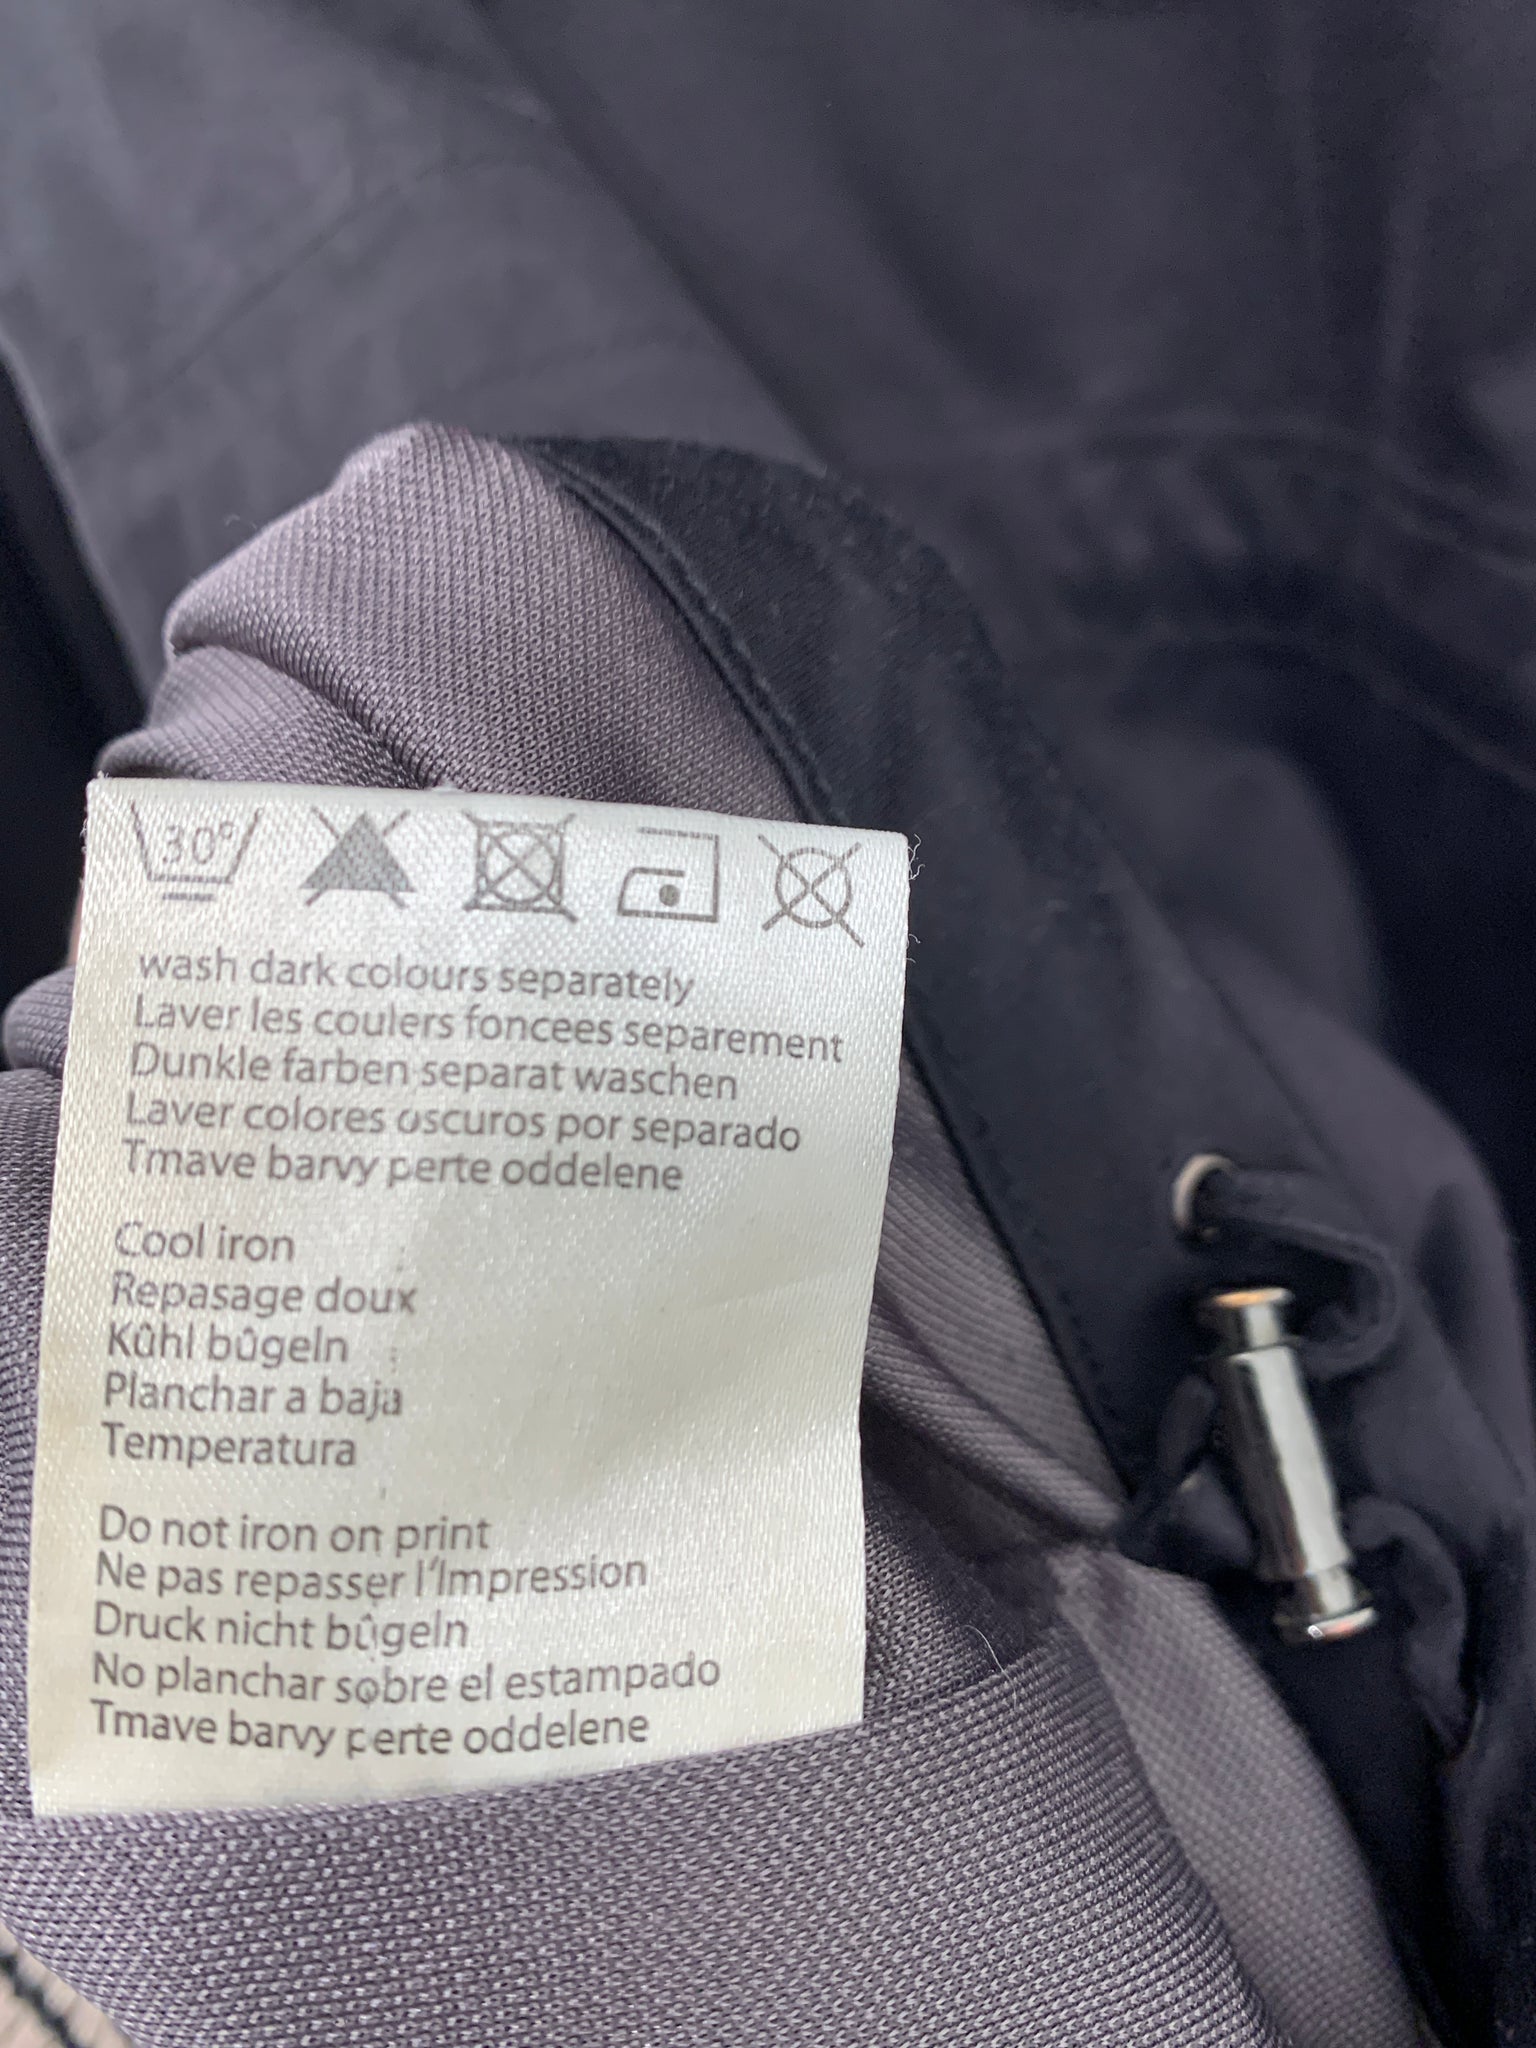 30°
wash dark colours separately
Laver les coulers foncees separement
Dunkle farben separat waschen
Laver colores oscuros por separado
Tmave barvy perte oddelene
Cool iron
Repasage doux
Kûhl bûgeln
Planchar a baja
Temperatura
Do not iron on print
Ne pas repasser l'Impression
Druck nicht bûgeln
No planchar sobre el estampado
Tmave barvy perte oddelene